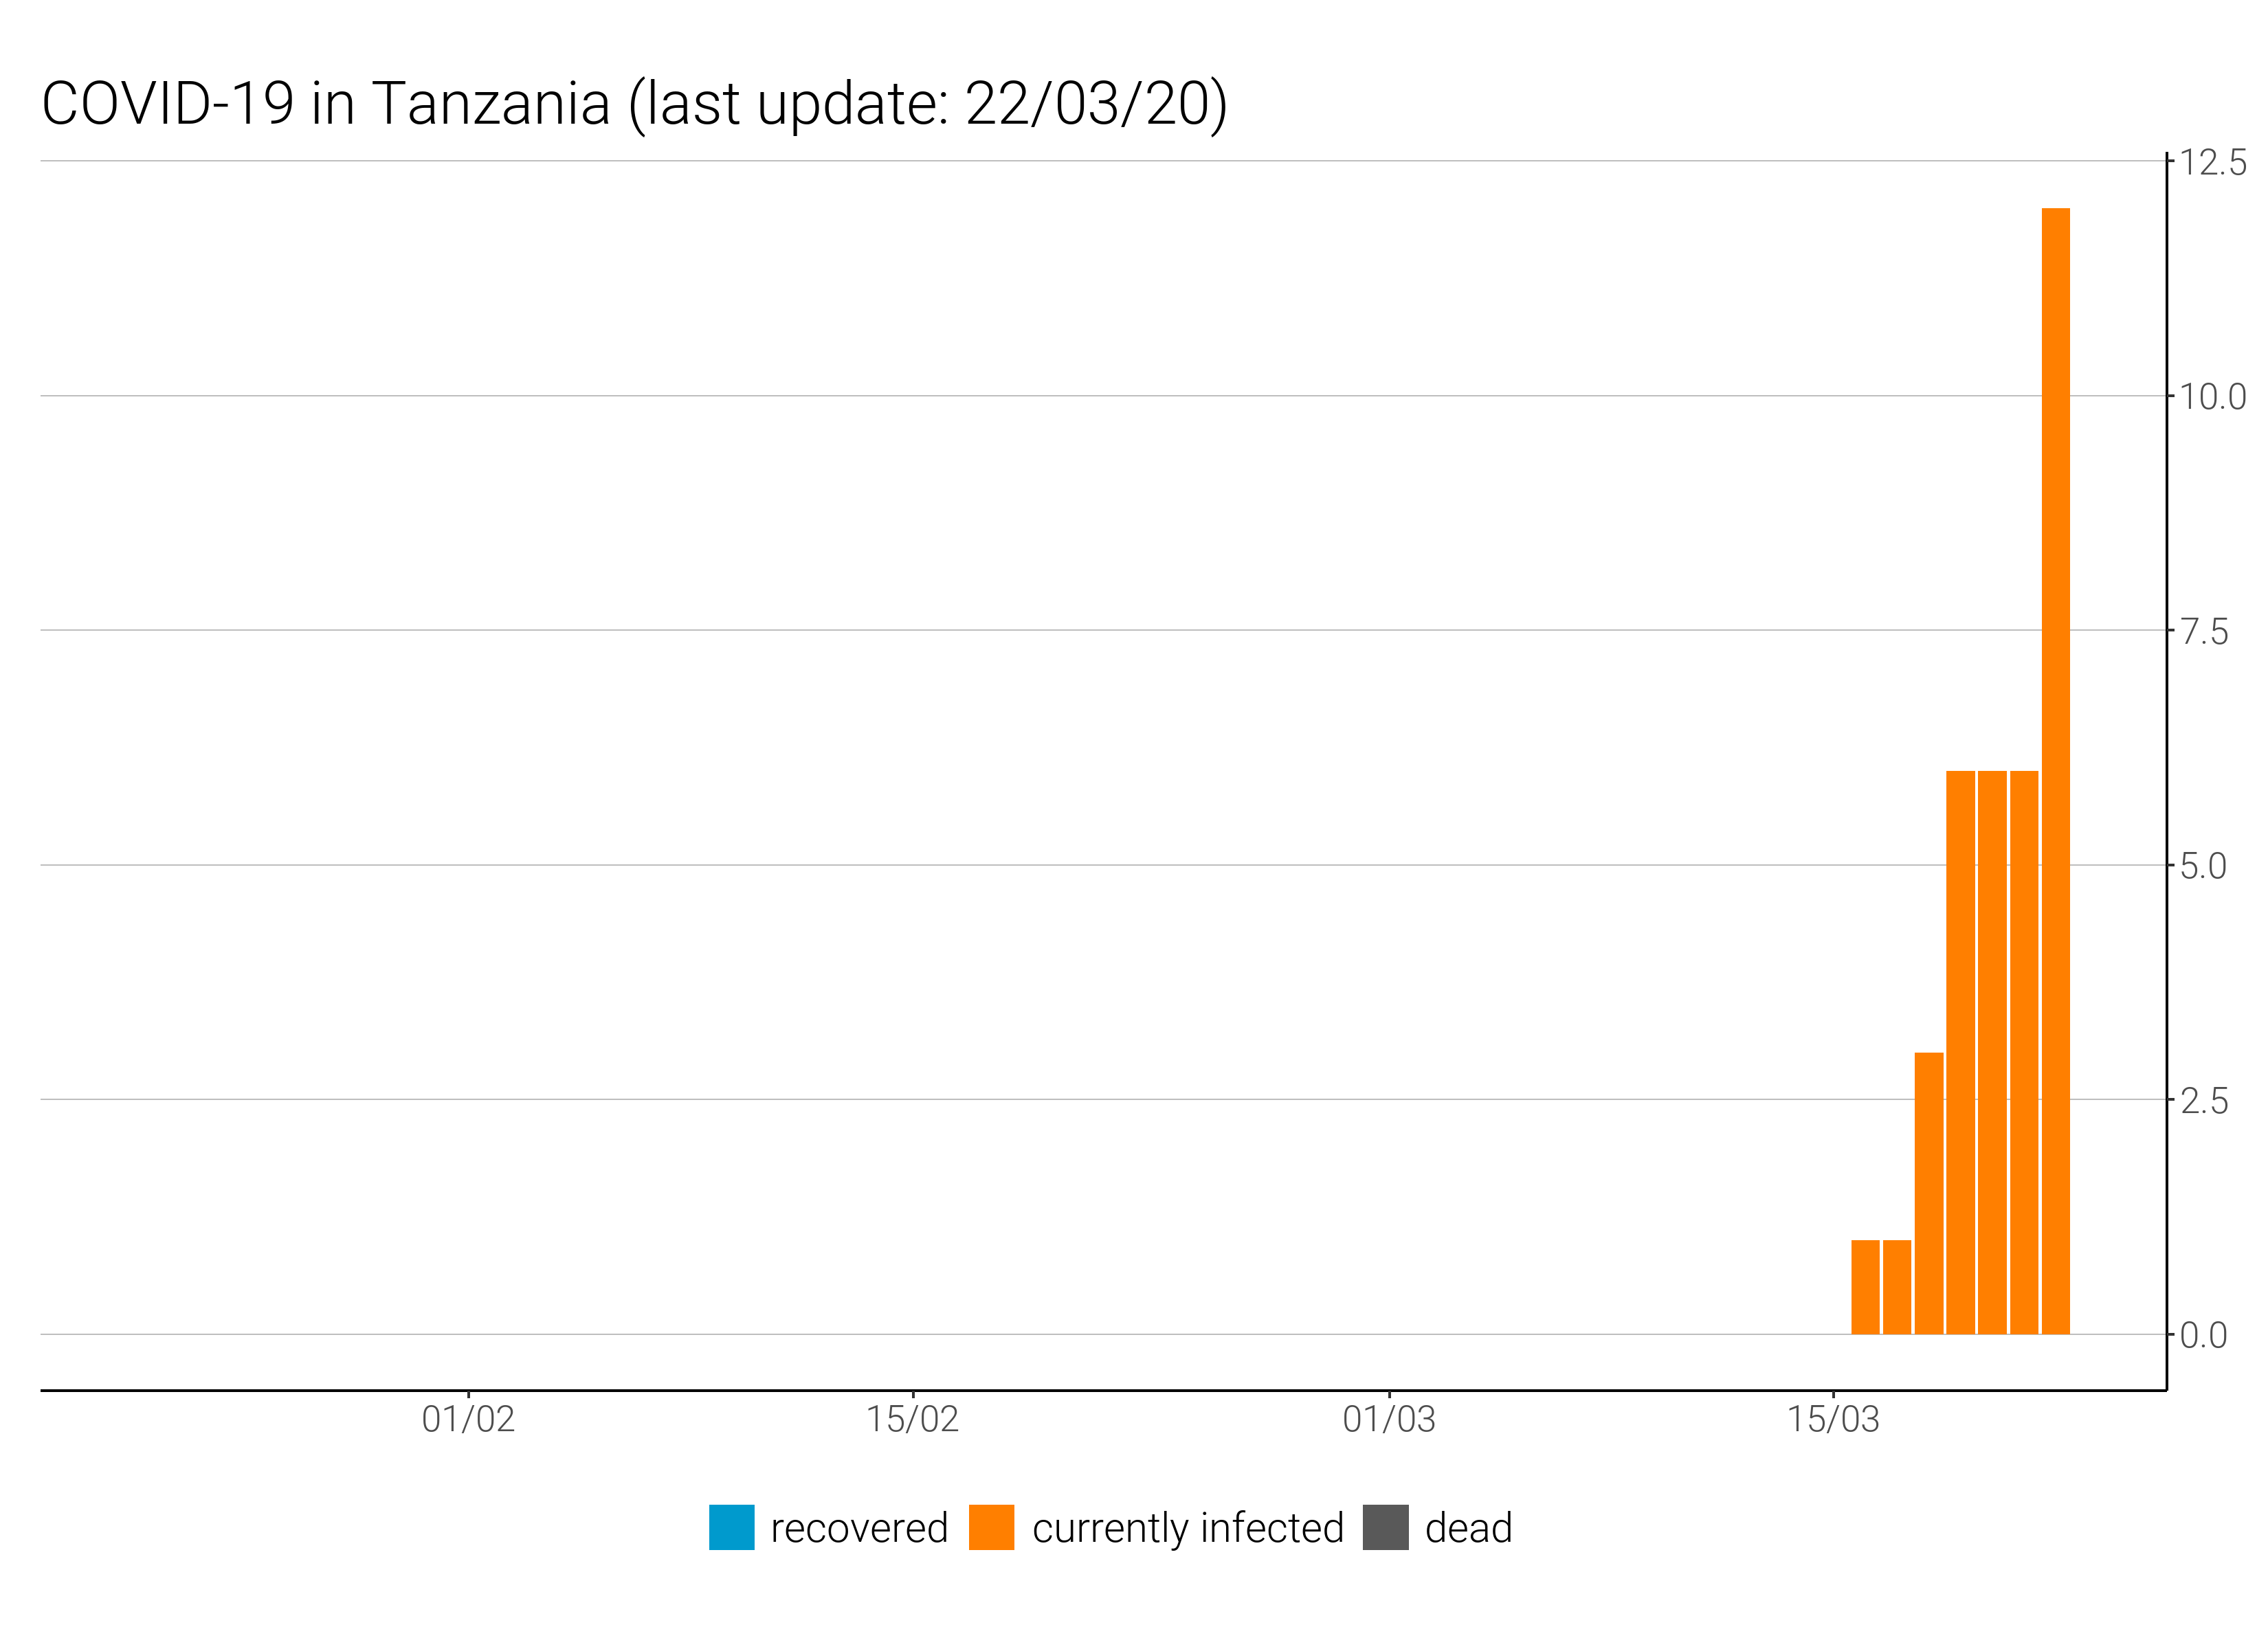 COVID-19 in Tanzania (last update: 22/03/20)
12.5
10.0
7.5
5.0
2.5
0.0
01/02 15/02 01/03 15/03
recovered currently infected dead